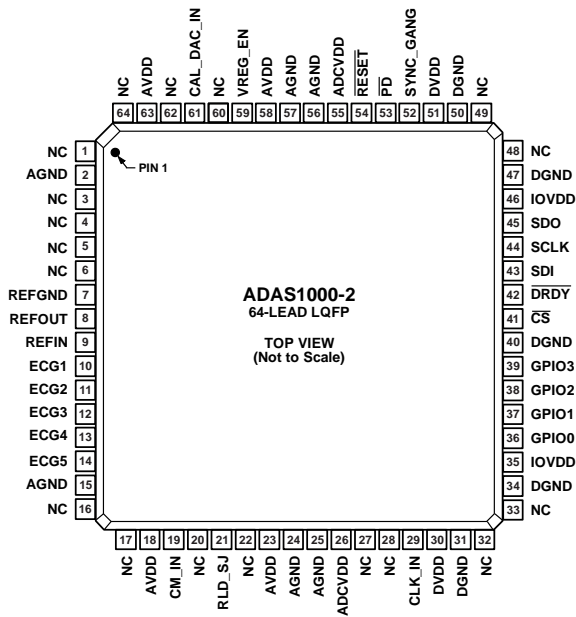 NC
AVDD
NC
CAL_DAC_IN
NC
VREG_EN
AVDD
AGND
AGND
ADCVDD
RESET
PD
SYNC_GANG
DVDD
DGND
NC
64 63 62 61 60 59 58 57 56 55 54 53 52 51 50 49
PIN 1
NC 1
AGND 2
NC 3
NC 4
NC 5
NC 6
REFGND 7
REFOUT 8
REFIN 9
ECG1 10
ECG2 11
ECG3 12
ECG4 13
ECG5 14
AGND 15
NC 16
ADAS1000-2
64-LEAD LQFP
TOP VIEW
(Not to Scale)
48 NC
47 DGND
46 IOVDD
45 SDO
44 SCLK
43 SDI
42 DRDY
41 CS
40 DGND
39 GPIO3
38 GPIO2
37 GPIO1
36 GPIO0
35 IOVDD
34 DGND
33 NC
17 18 19 20 21 22 23 24 25 26 27 28 29 30 31 32
NC
AVDD
CM_IN
NC
RLD_SJ
NC
AVDD
AGND
AGND
ADCVDD
NC
NC
CLK_IN
DVDD
DGND
NC